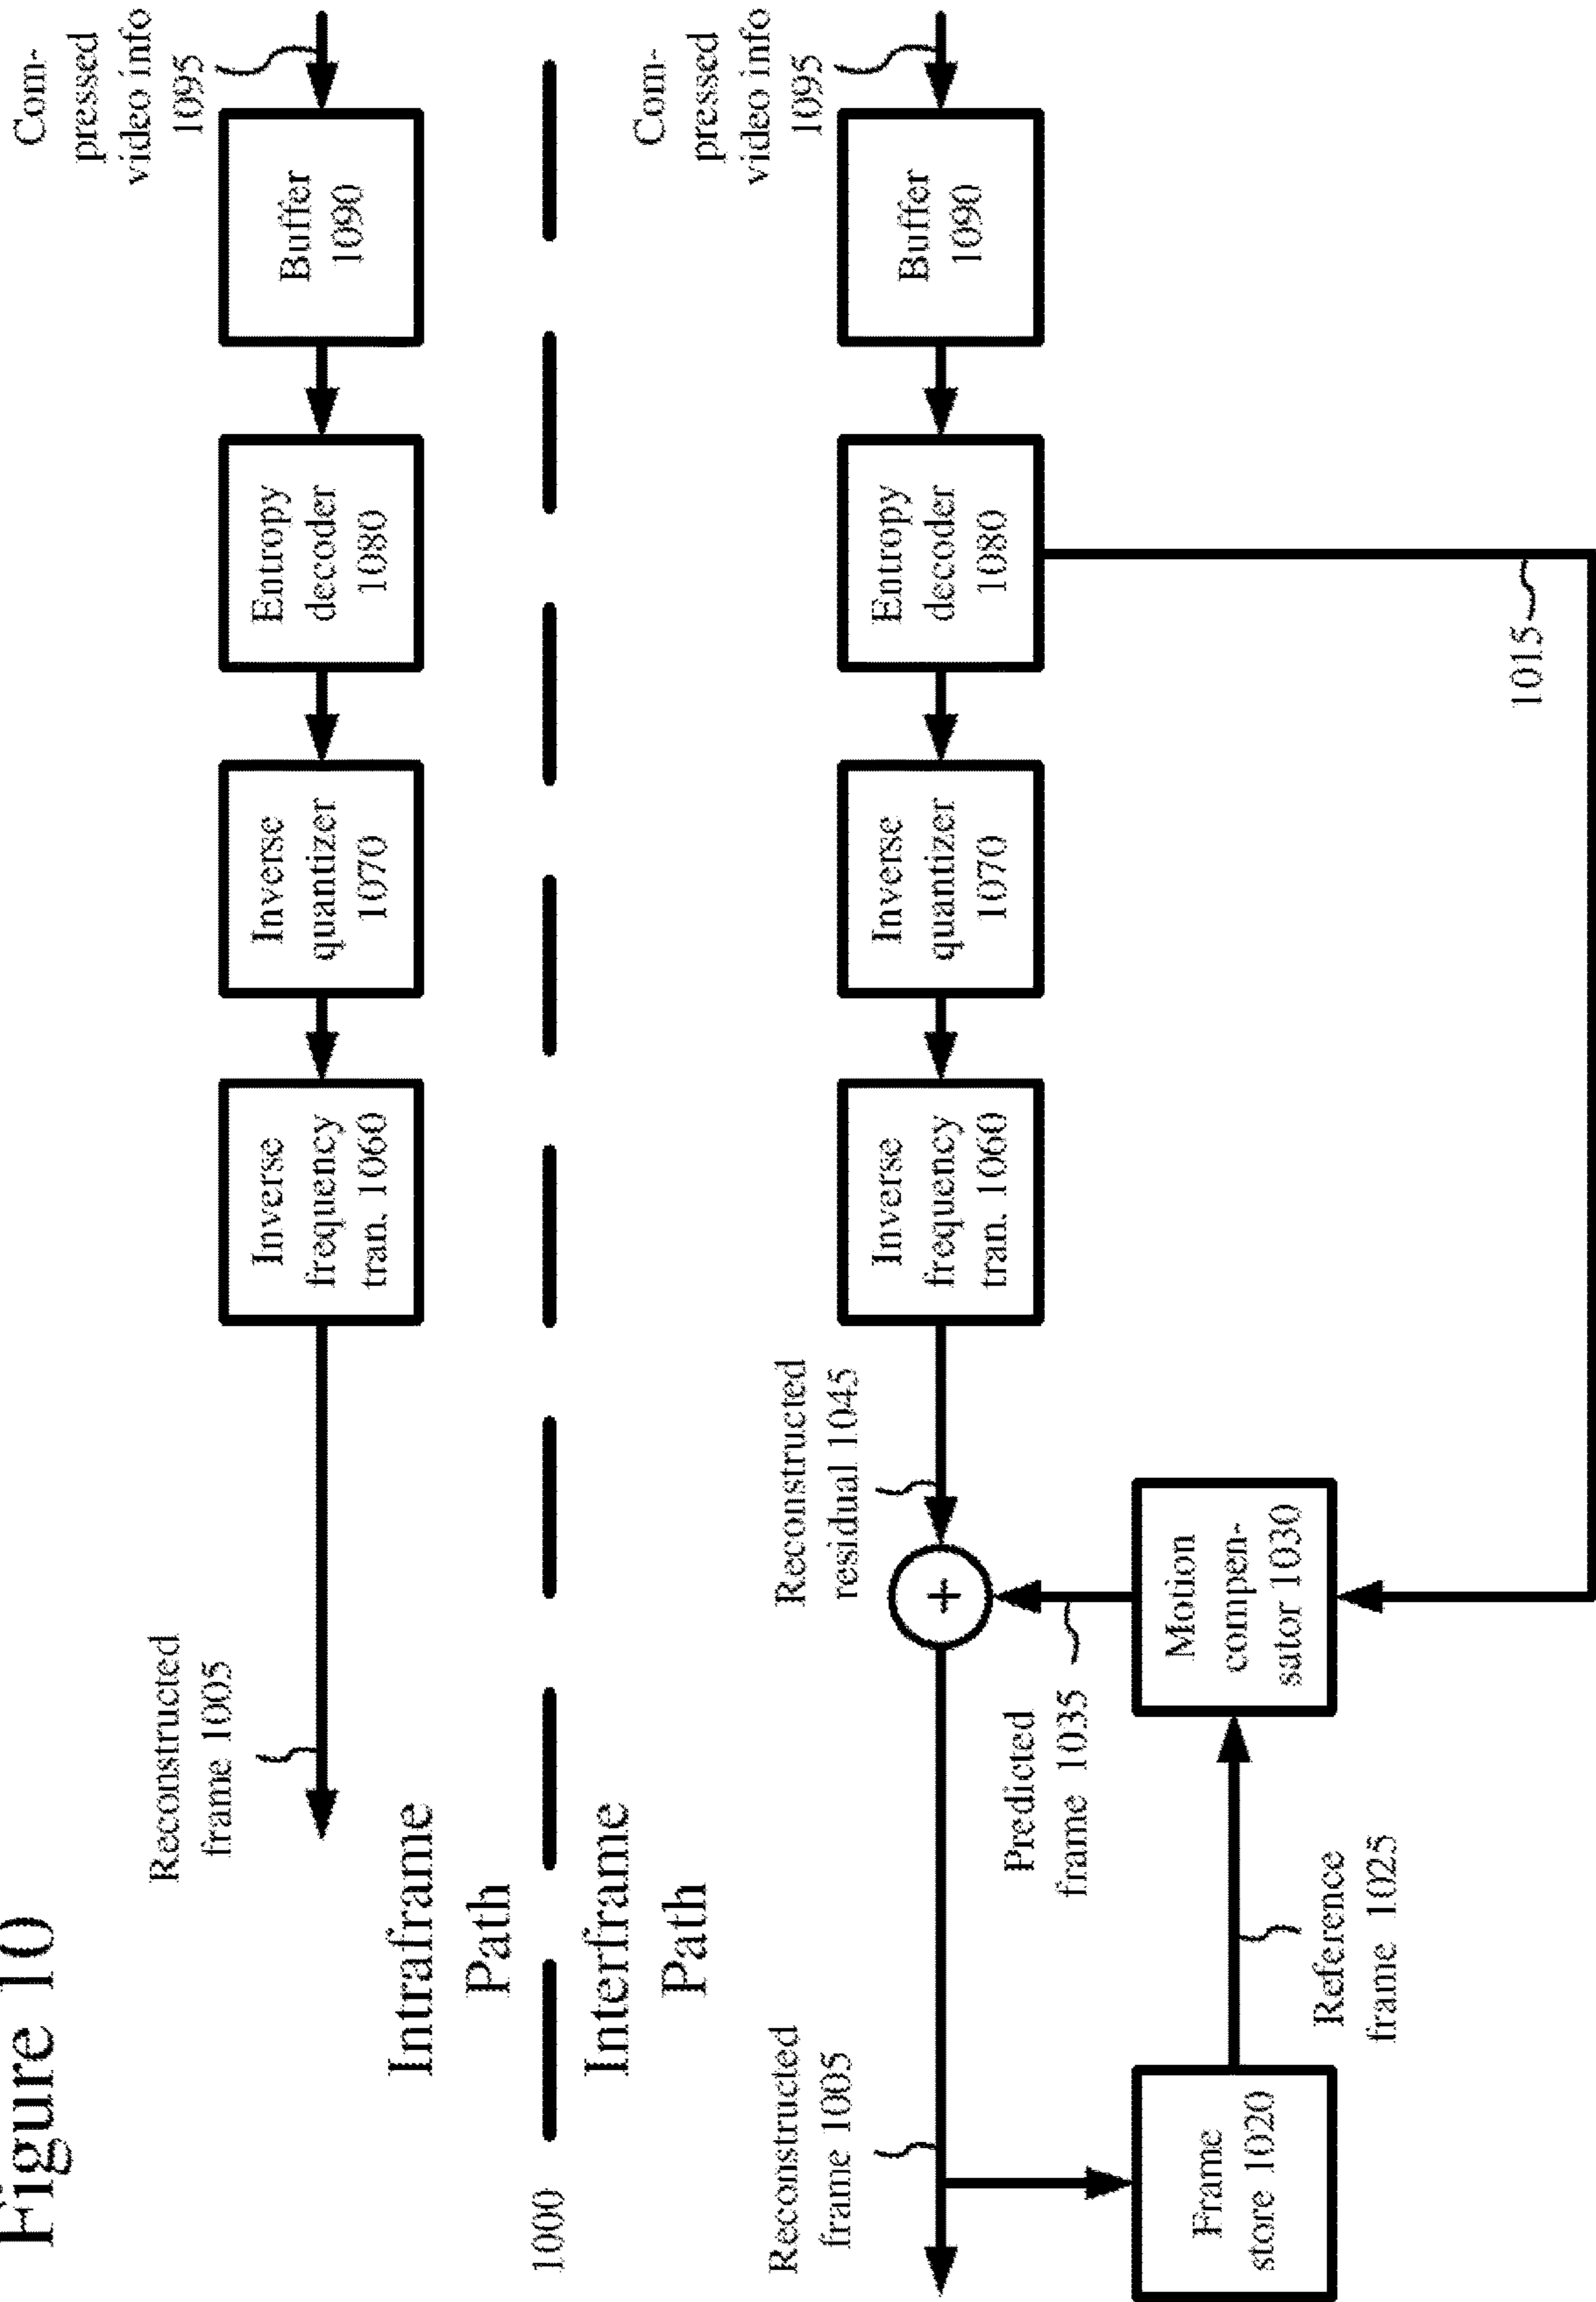 Figure 10
Reconstructed
frame 1005
Inverse
frequency
tran. 1060
Inverse
quantizer
1070
Entropy
decoder
1080
Buffer
1090
Com-
pressed
video info
1095
Intraframe
Path
1000
Interframe
Path
Reconstructed
frame 1005
Reconstructed
residual 1045
Inverse
frequency
tran. 1060
Inverse
quantizer
1070
Entropy
decoder
1080
Buffer
1090
Com-
pressed
video info
1095
+
Predicted
frame 1035
Frame
store 1020
Reference
frame 1025
Motion
compen-
sator 1030
1015